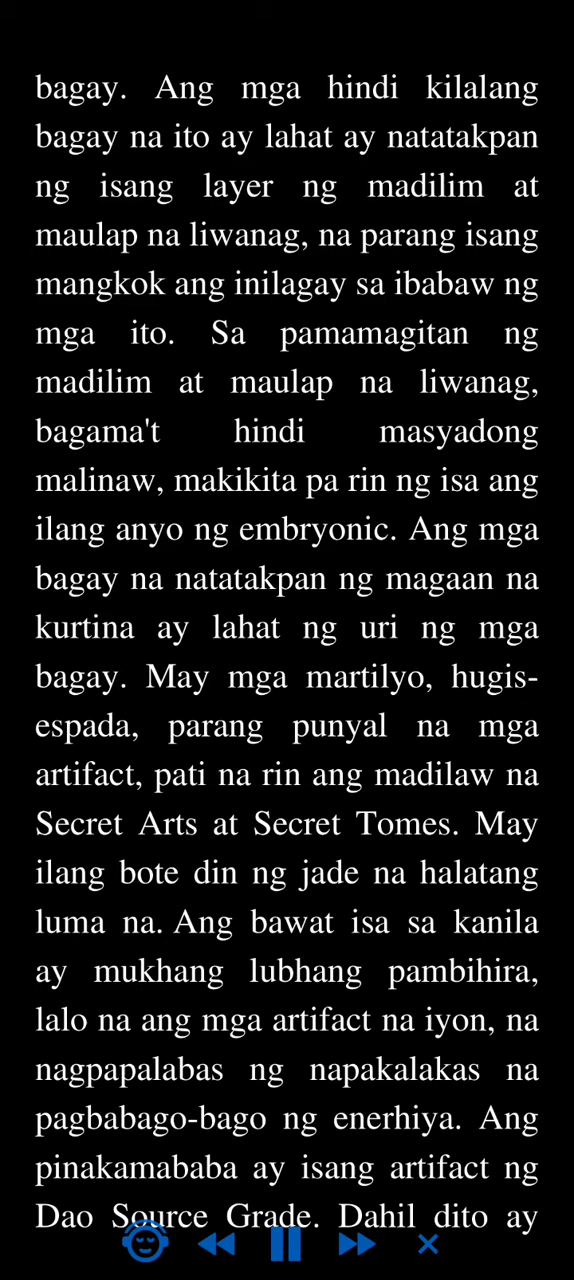 bagay. Ang mga hindi kilalang
bagay na ito ay lahat ay natatakpan
ng isang layer ng madilim at
maulap na liwanag, na parang isang
mangkok ang inilagay sa ibabaw ng
mga ito. Sa pamamagitan ng
madilim at maulap na liwanag,
bagama't hindi masyadong
malinaw, makikita pa rin ng isa ang
ilang anyo ng embryonic. Ang mga
bagay na natatakpan ng magaan na
kurtina ay lahat ng uri ng mga
bagay. May mga martilyo, hugis-
espada, parang punyal na mga
artifact, pati na rin ang madilaw na
Secret Arts at Secret Tomes. May
ilang bote din ng jade na halatang
luma na. Ang bawat isa sa kanila
ay mukhang lubhang pambihira,
lalo na ang mga artifact na iyon, na
nagpapalabas ng napakalakas na
pagbabago-bago ng enerhiya. Ang
pinakamababa ay isang artifact ng
Dao Source Grade. Dahil dito ay